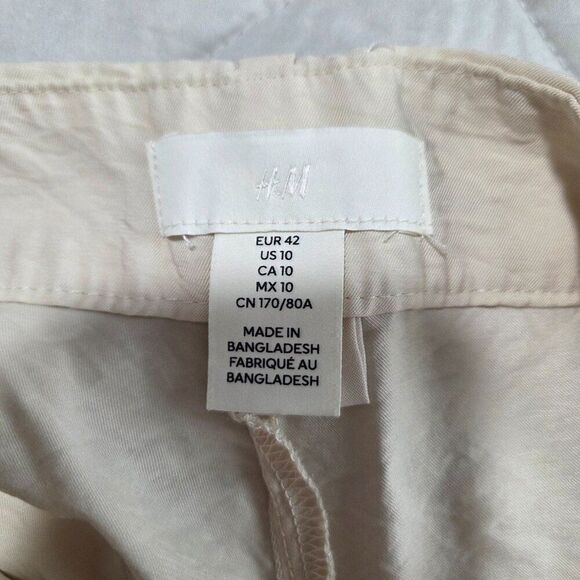 H&M
EUR 42
US 10
CA 10
MX 10
CN 170/80A
MADE IN
BANGLADESH
FABRIQUÉ AU
BANGLADESH